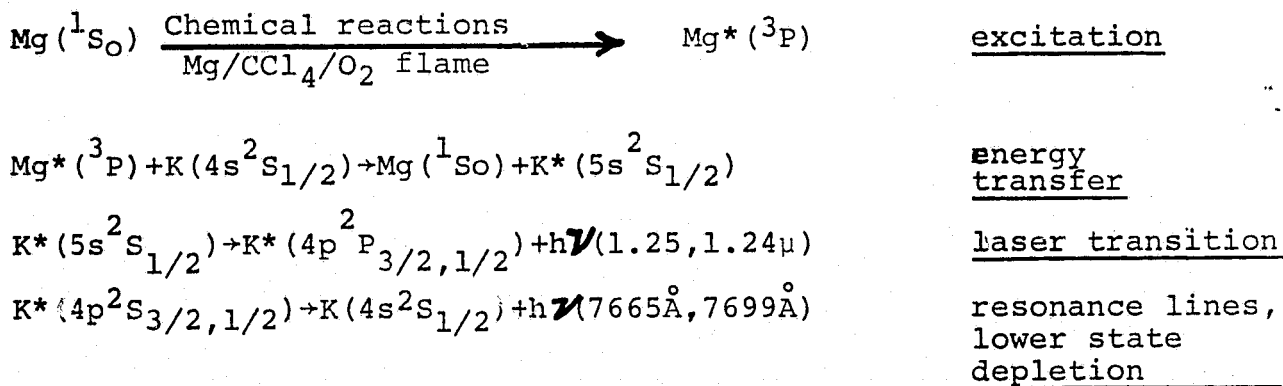 Mg(¹S₀) Chemical reactions Mg*(³P) excitation
Mg/CCl₄/O₂ flame
Mg*(³P)+K(4s²S₁/₂)→Mg(¹So)+K*(5s²S₁/₂) energy
transfer
K*(5s²S₁/₂)→K*(4p²P₃/₂,₁/₂)+h𝝂(1.25,1.24μ) laser transition
K*(4p²S₃/₂,₁/₂)→K(4s²S₁/₂)+h𝝂(7665Å,7699Å) resonance lines,
lower state
depletion